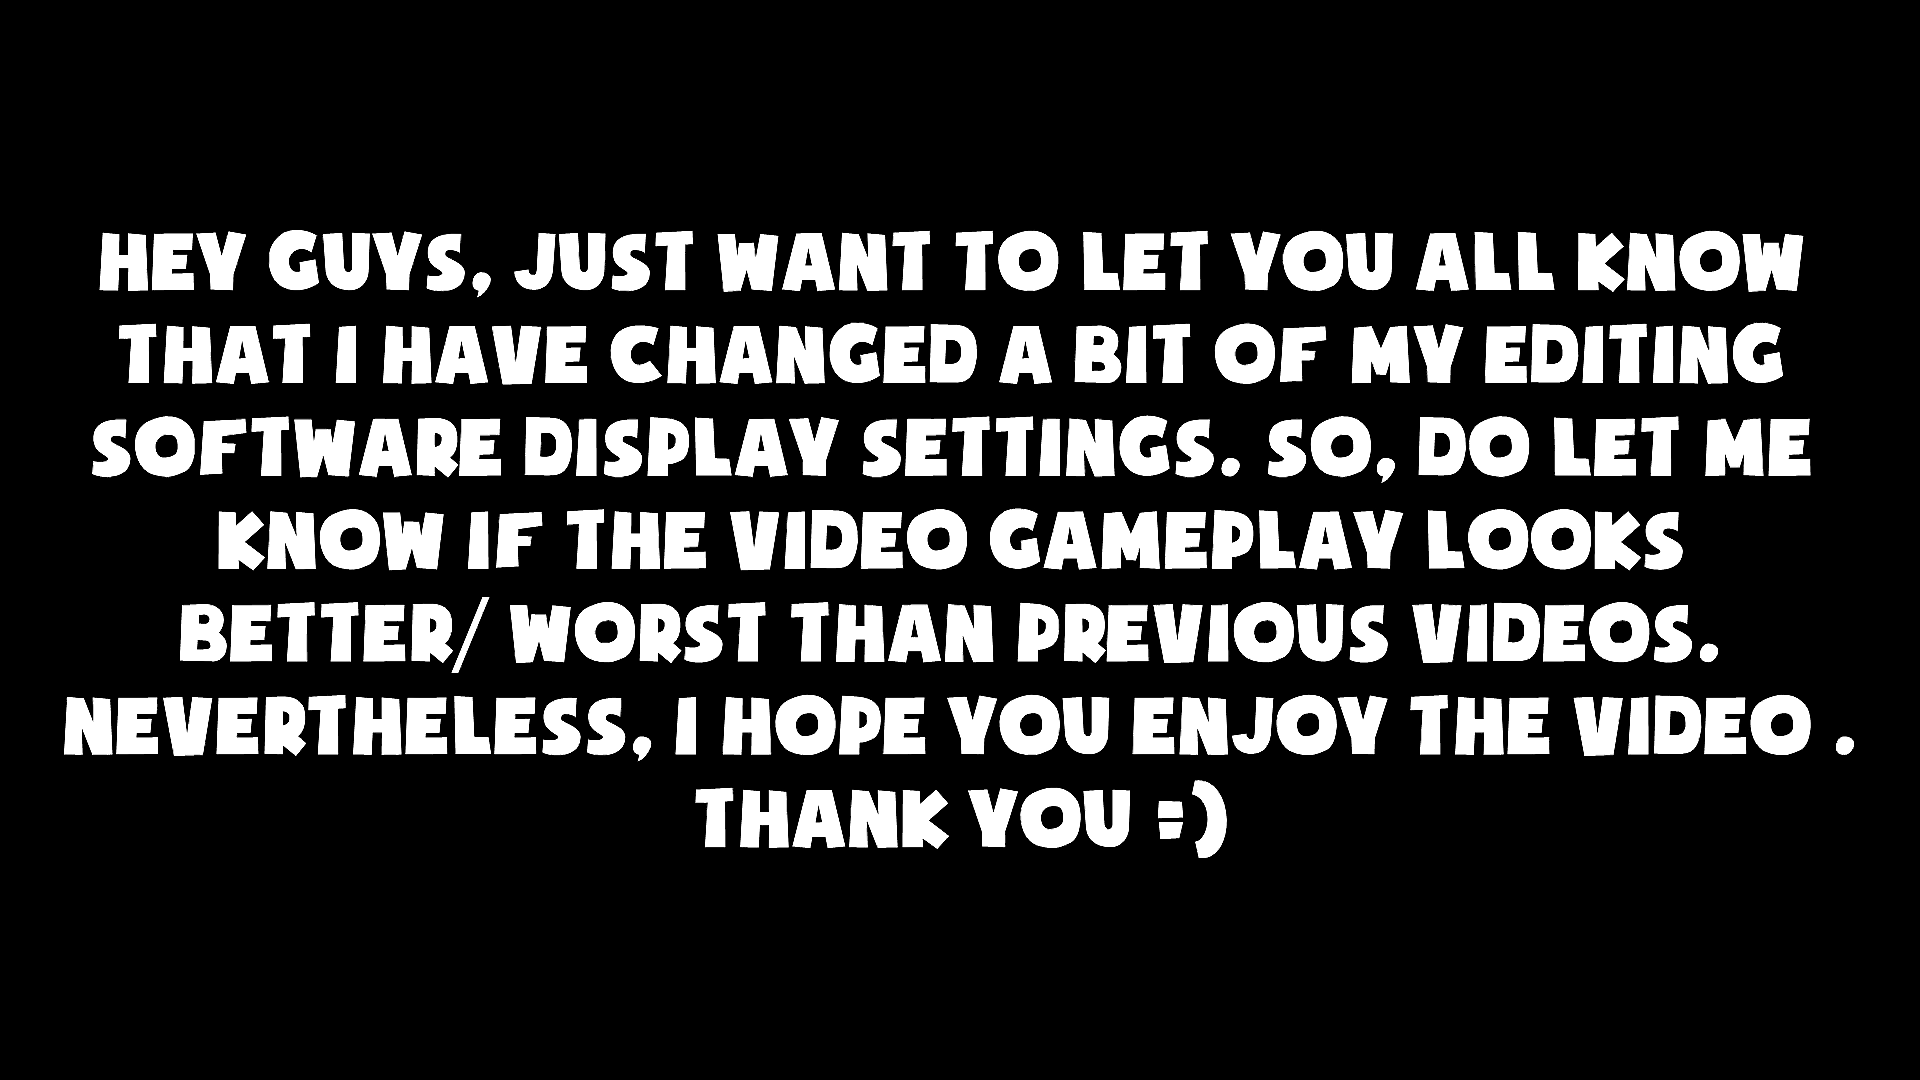 HEY GUYS, JUST WANT TO LET YOU ALL KNOW
THAT I HAVE CHANGED A BIT OF MY EDITING
SOFTWARE DISPLAY SETTINGS. SO, DO LET ME
KNOW IF THE VIDEO GAMEPLAY LOOKS
BETTER/ WORST THAN PREVIOUS VIDEOS.
NEVERTHELESS, I HOPE YOU ENJOY THE VIDEO .
THANK YOU =)